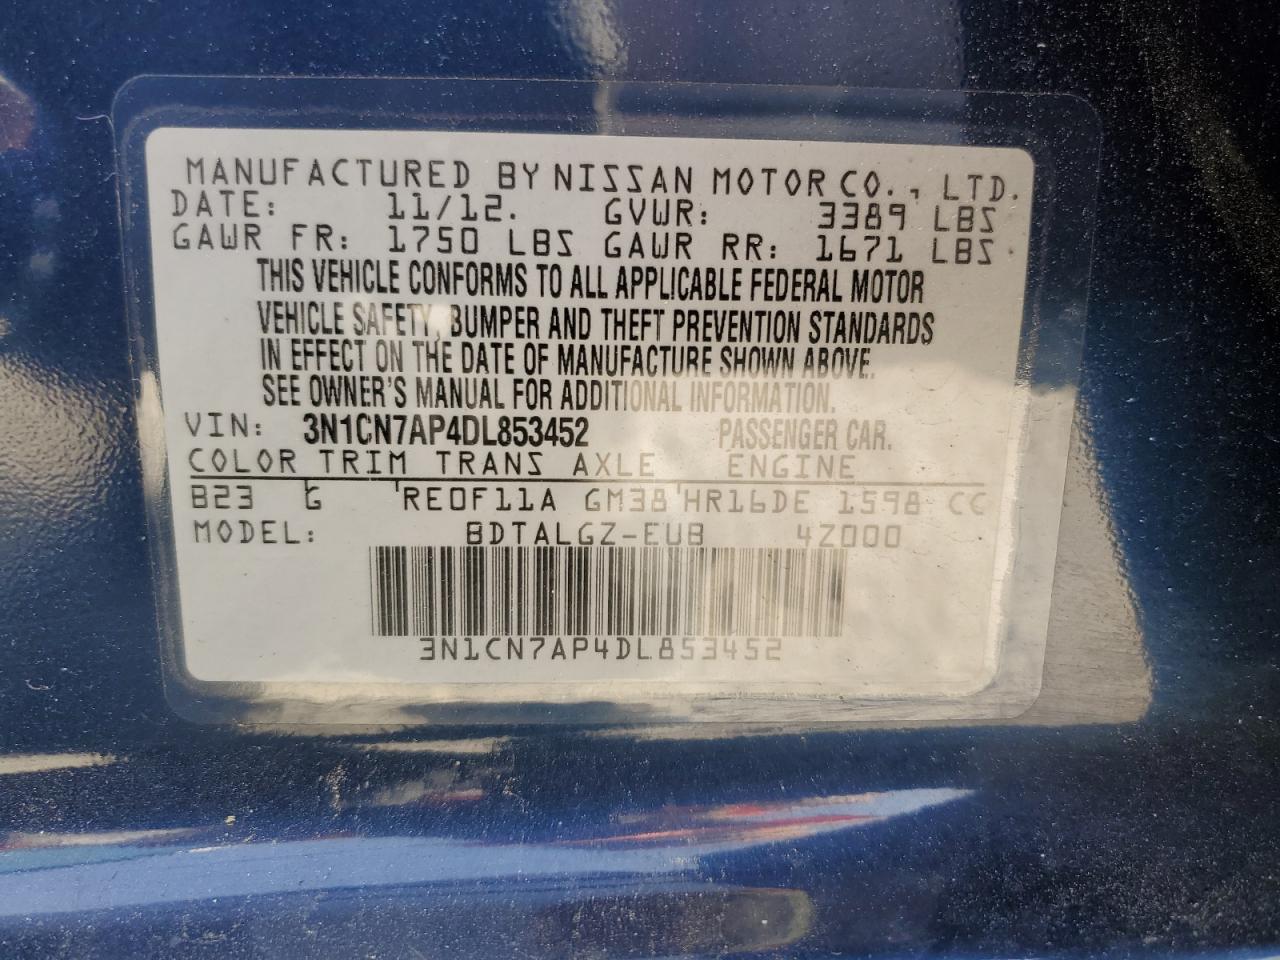 MANUFACTURED BY NISSAN MOTOR CO., LTD.
DATE: 11/12. GVWR: 3389 LBS
GAWR FR: 1750 LBS GAWR RR: 1671 LBS
THIS VEHICLE CONFORMS TO ALL APPLICABLE FEDERAL MOTOR
VEHICLE SAFETY, BUMPER AND THEFT PREVENTION STANDARDS
IN EFFECT ON THE DATE OF MANUFACTURE SHOWN ABOVE.
SEE OWNER'S MANUAL FOR ADDITIONAL INFORMATION.
VIN: 3N1CN7AP4DL853452 PASSENGER CAR.
COLOR TRIM TRANS AXLE ENGINE
B23 G RE0F11A GM38 HR16DE 1598 CC
MODEL: BDTALGZ-EUB 4Z000
3N1CN7AP4DL853452